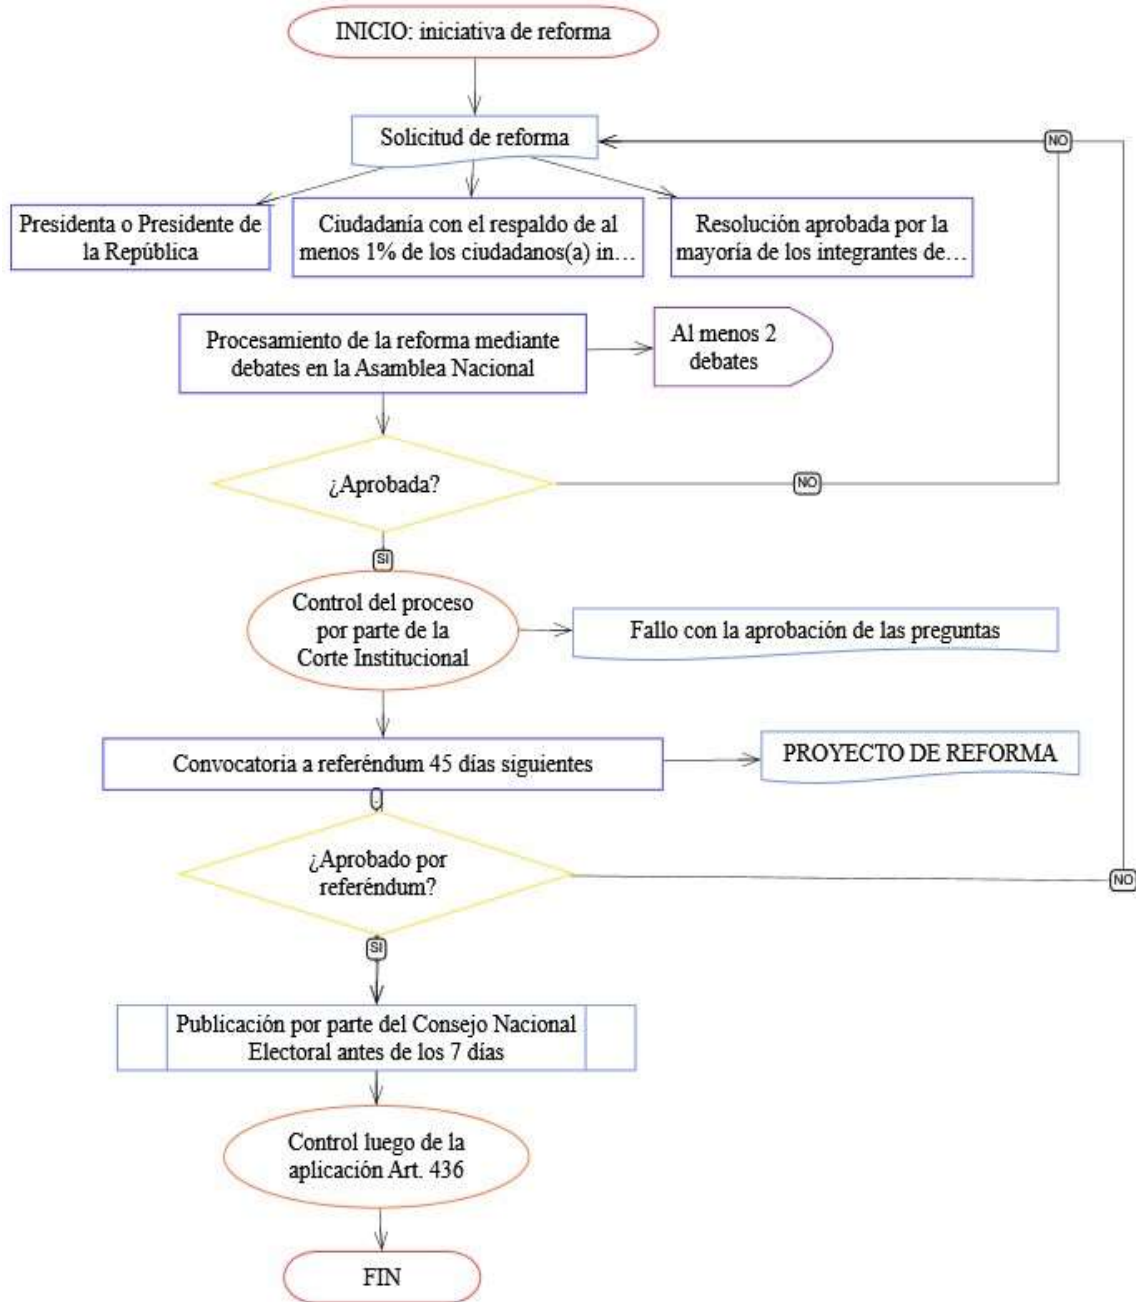 INICIO: iniciativa de reforma
Solicitud de reforma
NO
Presidenta o Presidente de
la República
Ciudadanía con el respaldo de al
menos 1% de los ciudadanos(a) in…
Resolución aprobada por la
mayoría de los integrantes de…
Procesamiento de la reforma mediante
debates en la Asamblea Nacional
Al menos 2
debates
¿Aprobada?
NO
SI
Control del proceso
por parte de la
Corte Institucional
Fallo con la aprobación de las preguntas
Convocatoria a referéndum 45 días siguientes
PROYECTO DE REFORMA
¿Aprobado por
referéndum?
NO
SI
Publicación por parte del Consejo Nacional
Electoral antes de los 7 días
Control luego de la
aplicación Art. 436
FIN